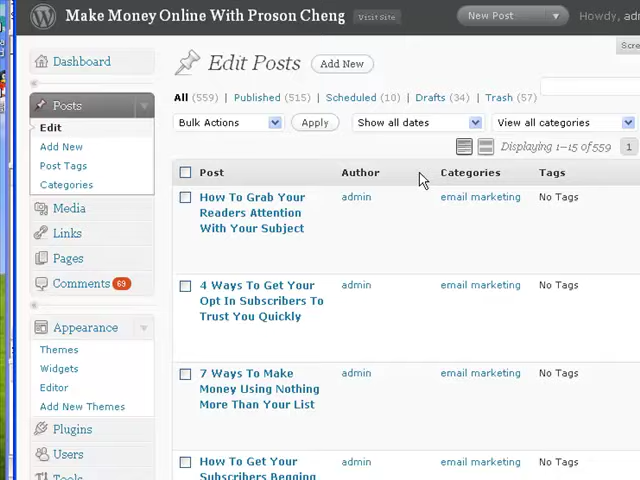 Make Money Online With Proson Cheng Visit Site New Post Howdy,
Dashboard
Posts
Edit
Add New
Post Tags
Categories
Media
Links
Pages
Comments 69
Appearance
Themes
Widgets
Editor
Add New Themes
Plugins
Users
Tools
Edit Posts Add New
All (559) | Published (515) | Scheduled (10) | Drafts (34) | Trash (57)
Bulk Actions Apply Show all dates View all categories
Displaying 1–15 of 559 1
Post Author Categories Tags
How To Grab Your
Readers Attention
With Your Subject
admin email marketing No Tags
4 Ways To Get Your
Opt In Subscribers To
Trust You Quickly
admin email marketing No Tags
7 Ways To Make
Money Using Nothing
More Than Your List
admin email marketing No Tags
How To Get Your
Subscribers Begging
admin email marketing No Tags